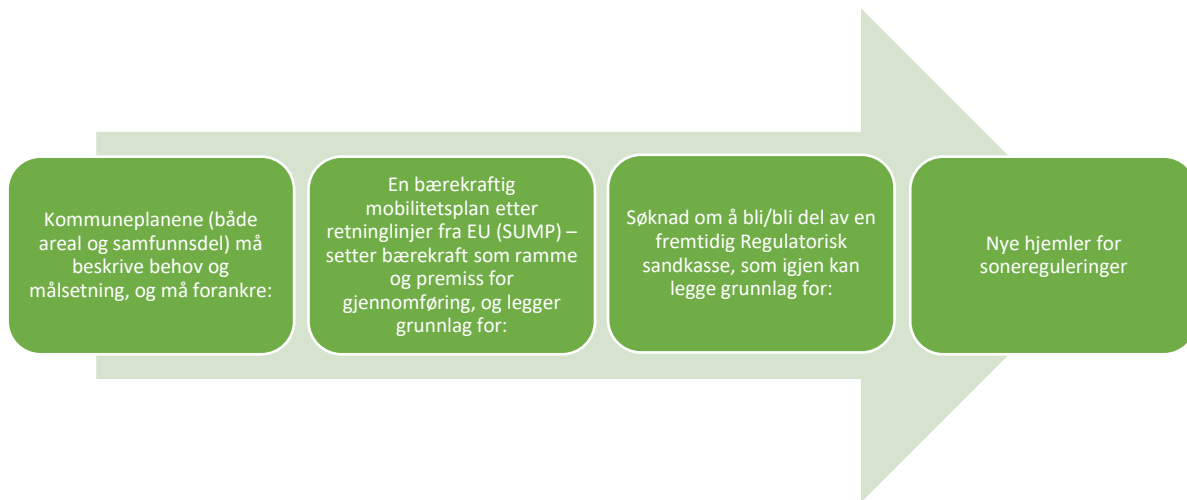 Kommuneplanene (både
areal og samfunnsdel) må
beskrive behov og
målsetning, og må forankre:
En bærekraftig
mobilitetsplan etter
retninglinjer fra EU (SUMP) –
setter bærekraft som ramme
og premiss for
gjennomføring, og legger
grunnlag for:
Søknad om å bli/bli del av en
fremtidig Regulatorisk
sandkasse, som igjen kan
legge grunnlag for:
Nye hjemler for
sonereguleringer